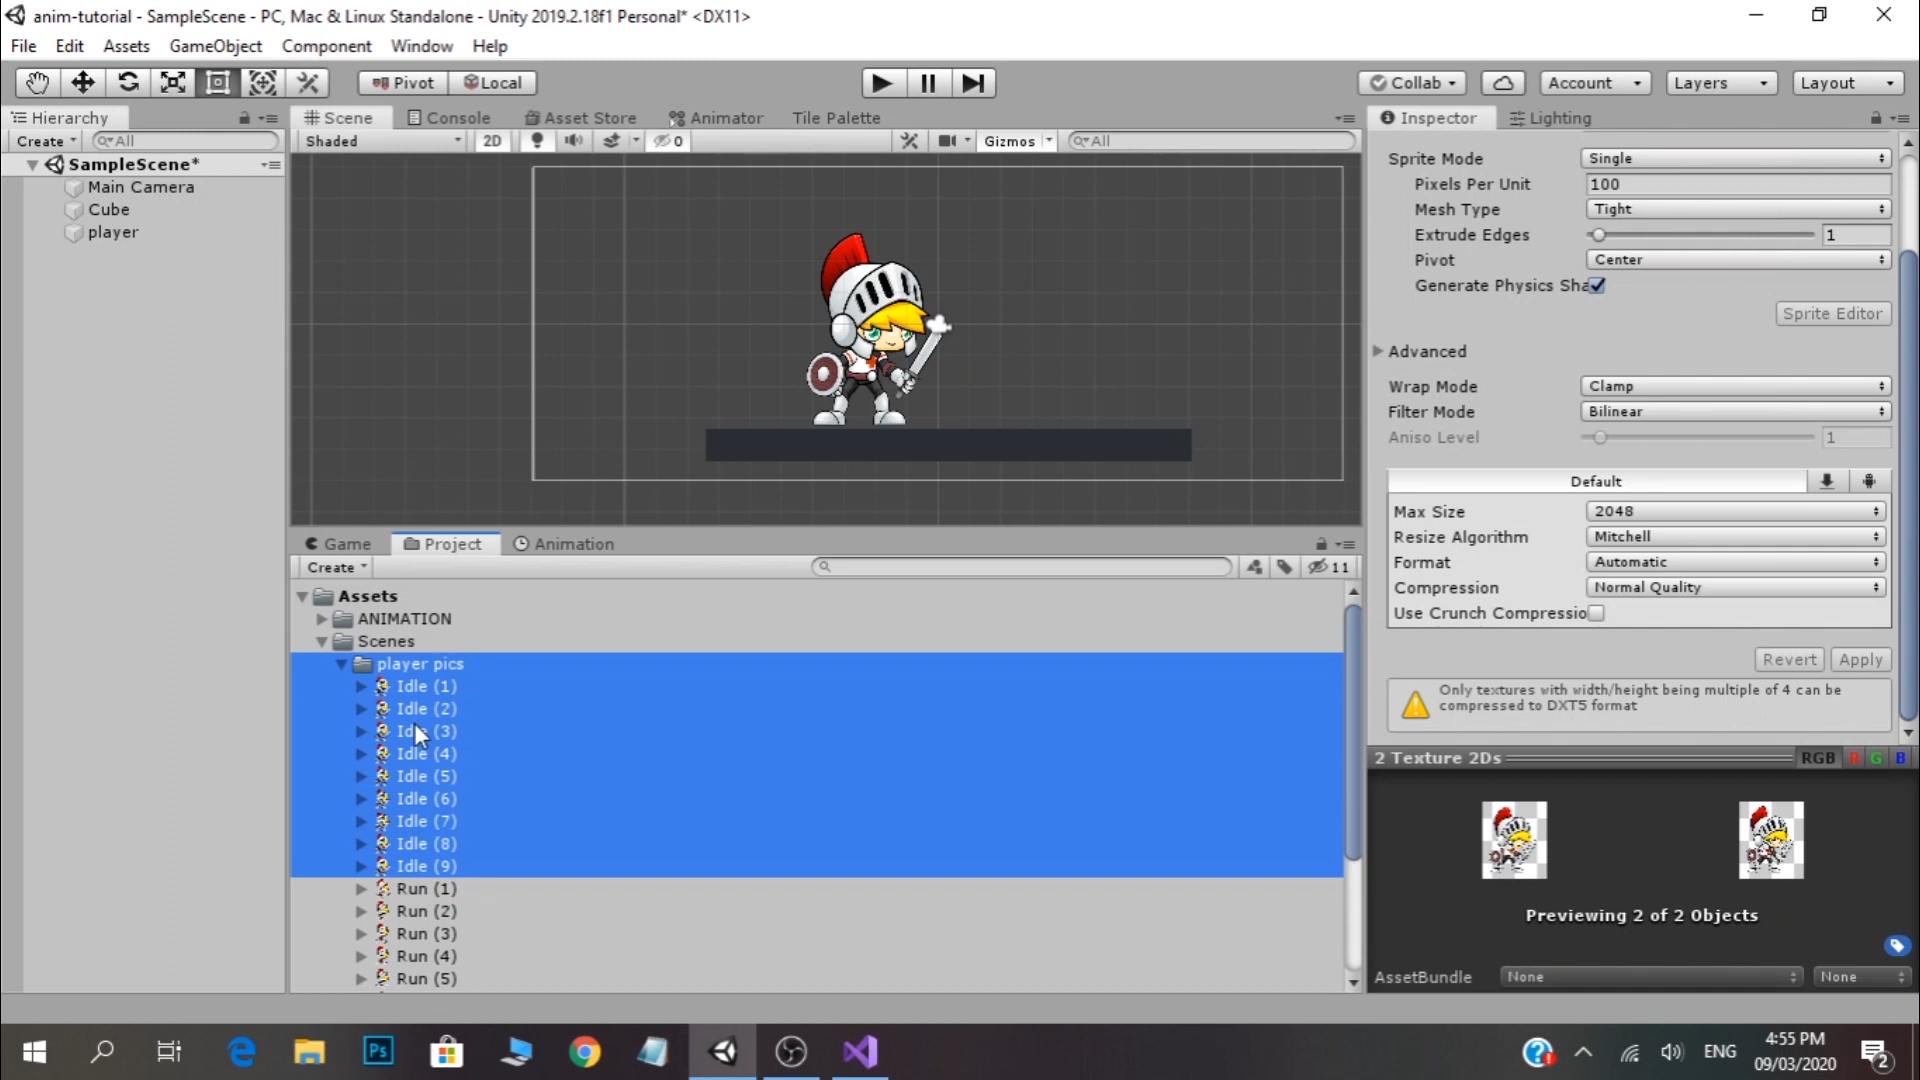 anim-tutorial - SampleScene - PC, Mac & Linux Standalone - Unity 2019.2.18f1 Personal* <DX11>
File Edit Assets GameObject Component Window Help
Pivot Local Collab Account Layers Layout
Hierarchy Scene Console Asset Store Animator Tile Palette Inspector Lighting
Create All Shaded 2D 0 Gizmos All
SampleScene*
Main Camera
Cube
player
Sprite Mode Single
Pixels Per Unit 100
Mesh Type Tight
Extrude Edges 1
Pivot Center
Generate Physics Sha
Sprite Editor
Advanced
Wrap Mode Clamp
Filter Mode Bilinear
Aniso Level 1
Default
Max Size 2048
Resize Algorithm Mitchell
Format Automatic
Compression Normal Quality
Use Crunch Compressio
Revert Apply
Only textures with width/height being multiple of 4 can be
compressed to DXT5 format
Game Project Animation
Create 11
Assets
ANIMATION
Scenes
player pics
Idle (1)
Idle (2)
Idle (3)
Idle (4)
Idle (5)
Idle (6)
Idle (7)
Idle (8)
Idle (9)
Run (1)
Run (2)
Run (3)
Run (4)
Run (5)
2 Texture 2Ds RGB R G B
Previewing 2 of 2 Objects
AssetBundle None None
Ps ENG 4:55 PM
09/03/2020
2